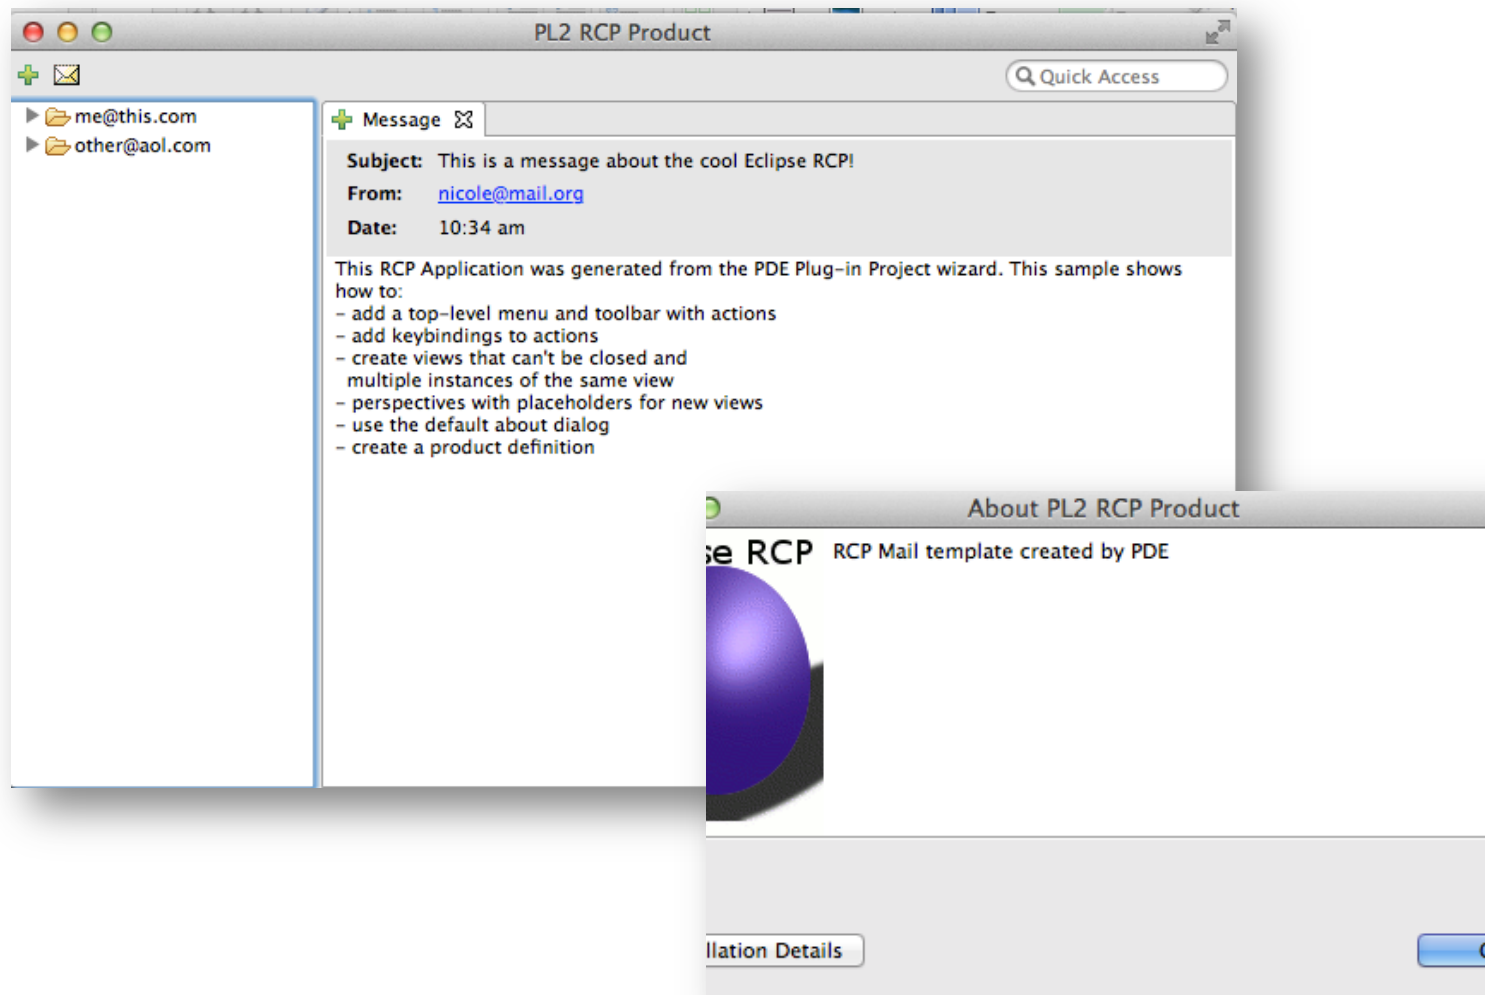 PL2 RCP Product
Quick Access
me@this.com
other@aol.com
Message
Subject: This is a message about the cool Eclipse RCP!
From: nicole@mail.org
Date: 10:34 am
This RCP Application was generated from the PDE Plug-in Project wizard. This sample shows
how to:
- add a top-level menu and toolbar with actions
- add keybindings to actions
- create views that can't be closed and
multiple instances of the same view
- perspectives with placeholders for new views
- use the default about dialog
- create a product definition
About PL2 RCP Product
se RCP
RCP Mail template created by PDE
llation Details